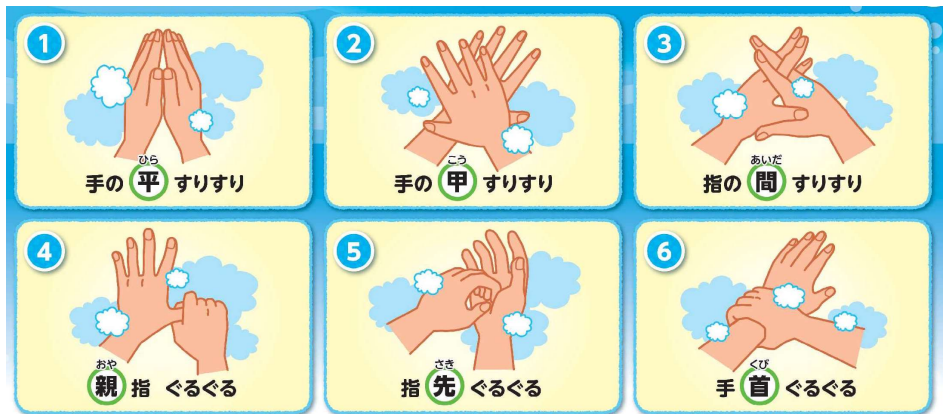 1
ひら
手の平すりすり
2
こう
手の甲すりすり
3
あいだ
指の間すりすり
4
おや
親指 ぐるぐる
5
さき
指先ぐるぐる
6
くび
手首ぐるぐる